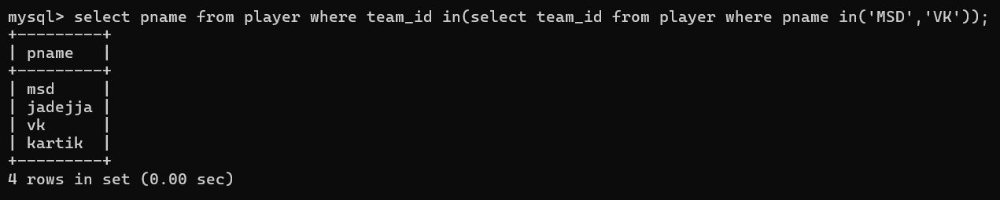 mysql> select pname from player where team_id in(select team_id from player where pname in('MSD','VK'));
+---------+
| pname   |
+---------+
| msd     |
| jadejja |
| vk      |
| kartik  |
+---------+
4 rows in set (0.00 sec)